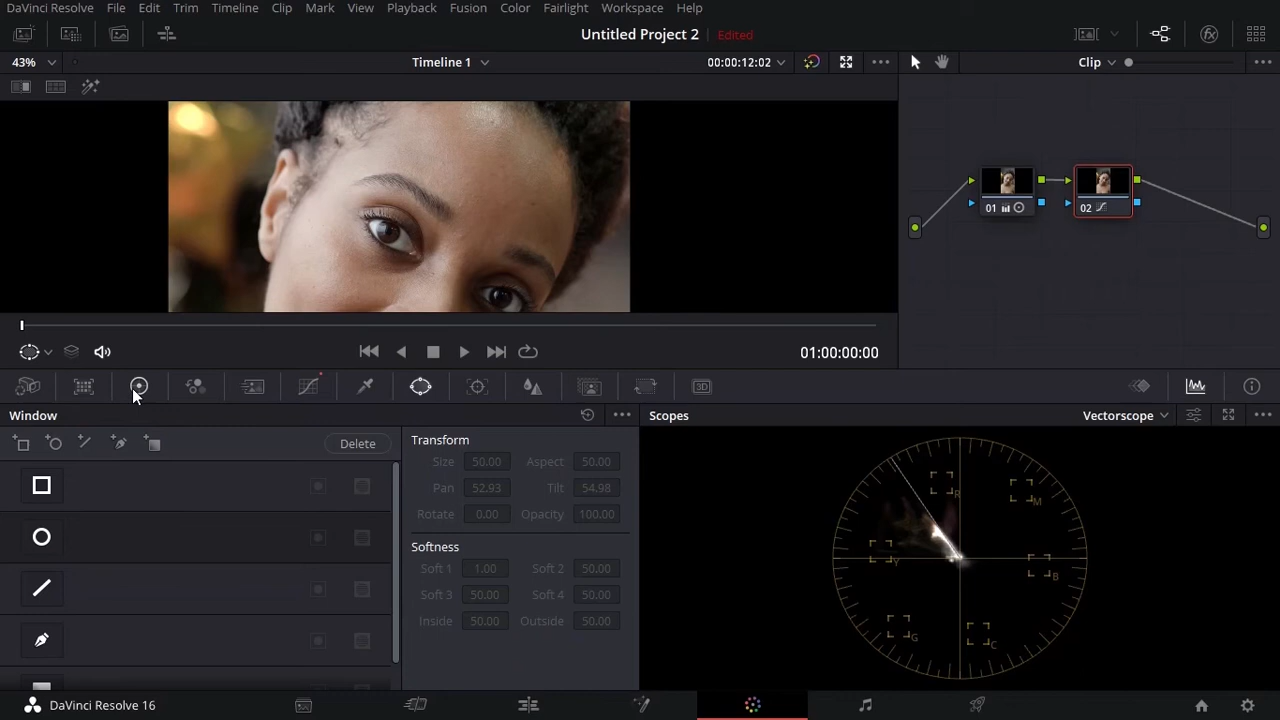 DaVinci Resolve File Edit Trim Timeline Clip Mark View Playback Fusion Color Fairlight Workspace Help
Untitled Project 2 Edited
43% Timeline 1 00:00:12:02 Clip
01 02
01:00:00:00
Window Scopes Vectorscope
Delete
Transform
Size 50.00 Aspect 50.00
Pan 52.93 Tilt 54.98
Rotate 0.00 Opacity 100.00
Softness
Soft 1 1.00 Soft 2 50.00
Soft 3 50.00 Soft 4 50.00
Inside 50.00 Outside 50.00
R M
Y B
G C
3D
DaVinci Resolve 16